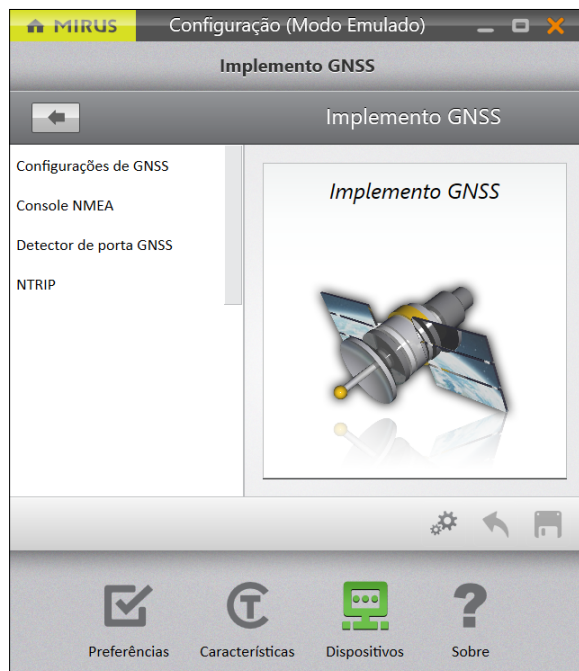 MIRUS Configuração (Modo Emulado)
Implemento GNSS
Implemento GNSS
Configurações de GNSS
Console NMEA
Detector de porta GNSS
NTRIP
Implemento GNSS
Preferências Características Dispositivos Sobre